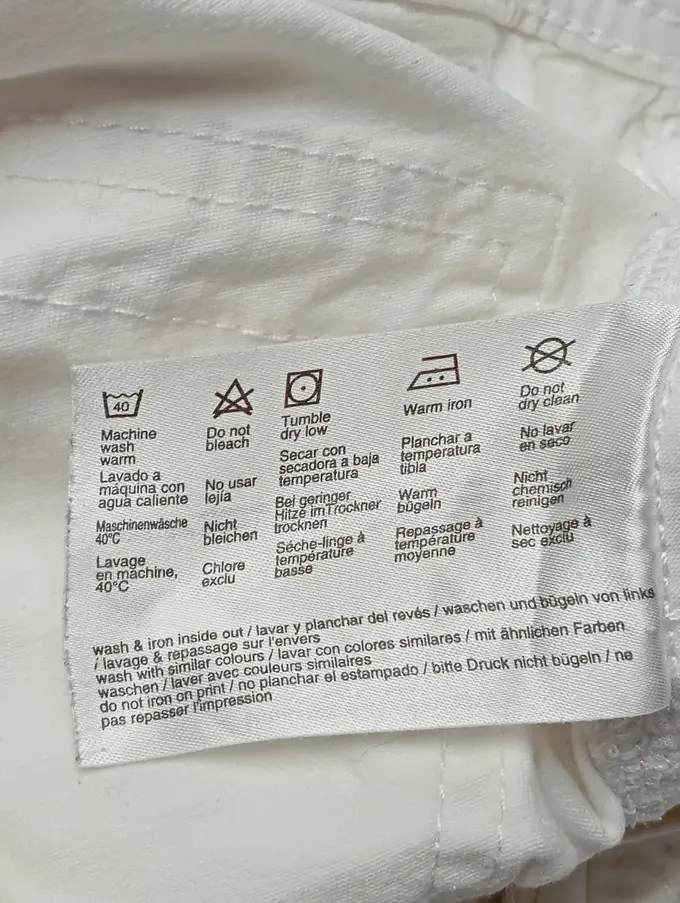 40
Machine
wash
warm
Lavado a
máquina con
agua caliente
Maschinenwäsche
40°C
Lavage
en machine,
40°C
Do not
bleach
No usar
lejía
Nicht
bleichen
Chlore
exclu
Tumble
dry low
Secar con
secadora a baja
temperatura
Bei geringer
Hitze im Trockner
trocknen
Séche-linge à
température
basse
Warm iron
Planchar a
temperatura
tibia
Warm
bügeln
Repassage à
température
moyenne
Do not
dry clean
No lavar
en seco
Nicht
chemisch
reinigen
Nettoyage à
sec exclu
wash & iron inside out / lavar y planchar del revés / waschen und bügeln von links
/ lavage & repassage sur l'envers
wash with similar colours / lavar con colores similares / mit ähnlichen Farben
waschen / laver avec couleurs similaires
do not iron on print / no planchar el estampado / bitte Druck nicht bügeln / ne
pas repasser l'impression